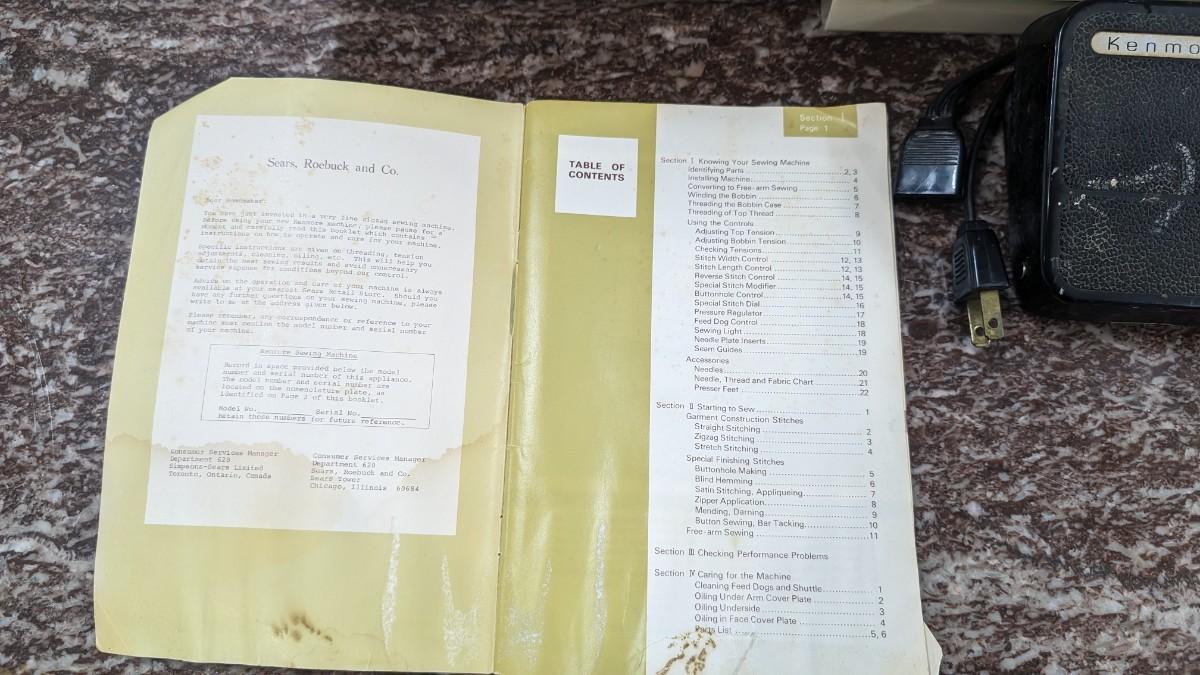 Sears, Roebuck and Co.
Dear Homemaker:
You have just invested in a very fine zigzag sewing machine.
Before using your new Kenmore machine, please pause for a
moment and carefully read this booklet which contains
instructions on how to operate and care for your machine.
Specific instructions are given on threading, tension
adjustments, cleaning, oiling, etc. This will help you
obtain the best sewing results and avoid unnecessary
service expense for conditions beyond our control.
Advice on the operation and care of your machine is always
available at your nearest Sears Retail Store. Should you
have any further questions on your sewing machine, please
write to me at the address given below.
Please remember, any correspondence or reference to your
machine must mention the model number and serial number
of your machine.
Kenmore Sewing Machine
Record in space provided below the model
number and serial number of this appliance.
The model number and serial number are
located on the nomenclature plate, as
identified on Page 2 of this booklet.
Model No.__________ Serial No.__________
Retain these numbers for future reference.
Consumer Services Manager
Department 620
Simpsons-Sears Limited
Toronto, Ontario, Canada
Consumer Services Manager
Department 620
Sears, Roebuck and Co.
Sears Tower
Chicago, Illinois 60684
TABLE OF
CONTENTS
Section I
Page 1
Section I Knowing Your Sewing Machine
Identifying Parts 2, 3
Installing Machine 4
Converting to Free-arm Sewing 5
Winding the Bobbin 6
Threading the Bobbin Case 7
Threading of Top Thread 8
Using the Controls
Adjusting Top Tension 9
Adjusting Bobbin Tension 10
Checking Tensions 11
Stitch Width Control 12, 13
Stitch Length Control 12, 13
Reverse Stitch Control 14, 15
Special Stitch Modifier 14, 15
Buttonhole Control 14, 15
Special Stitch Dial 16
Pressure Regulator 17
Feed Dog Control 18
Sewing Light 18
Needle Plate Inserts 19
Seam Guides 19
Accessories
Needles 20
Needle, Thread and Fabric Chart 21
Presser Feet 22
Section II Starting to Sew 1
Garment Construction Stitches
Straight Stitching 2
Zigzag Stitching 3
Stretch Stitching 4
Special Finishing Stitches
Buttonhole Making 5
Blind Hemming 6
Satin Stitching, Appliqueing 7
Zipper Application 8
Mending, Darning 9
Button Sewing, Bar Tacking 10
Free-arm Sewing 11
Section III Checking Performance Problems
Section IV Caring for the Machine
Cleaning Feed Dogs and Shuttle 1
Oiling Under Arm Cover Plate 2
Oiling Underside 3
Oiling in Face Cover Plate 4
Parts List 5, 6
Kenmo